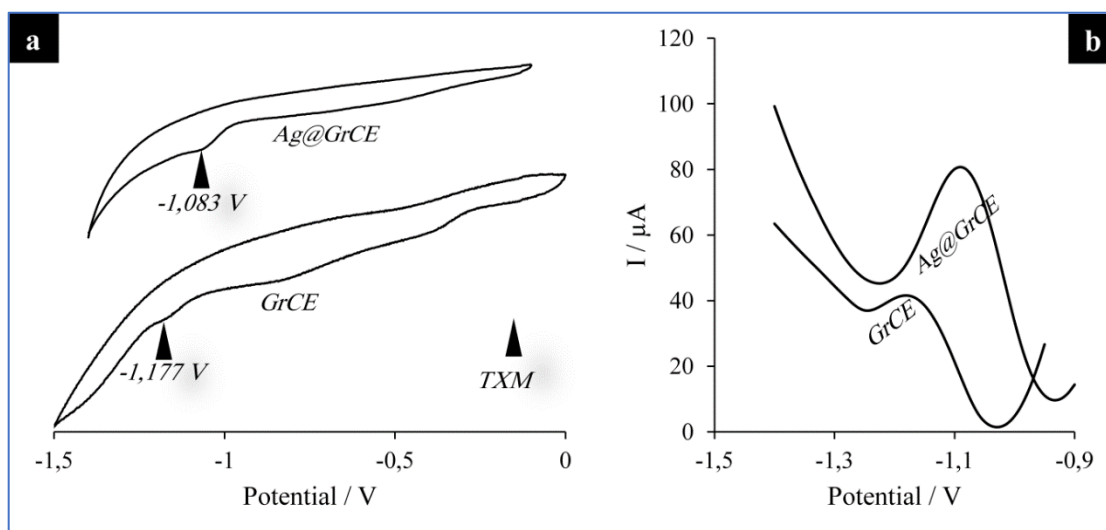 a
Ag@GrCE
-1,083 V
GrCE
-1,177 V
TXM
-1,5
-1
-0,5
0
Potential / V
b
120
100
80
60
40
20
0
I / µA
Ag@GrCE
GrCE
-1,5
-1,3
-1,1
-0,9
Potential / V